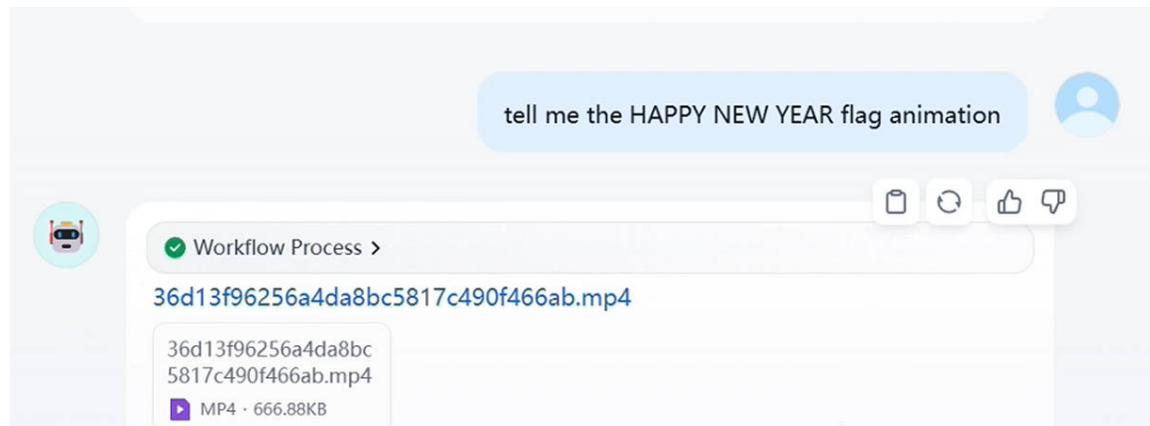 tell me the HAPPY NEW YEAR flag animation
Workflow Process
36d13f96256a4da8bc5817c490f466ab.mp4
36d13f96256a4da8bc
5817c490f466ab.mp4
MP4 · 666.88KB